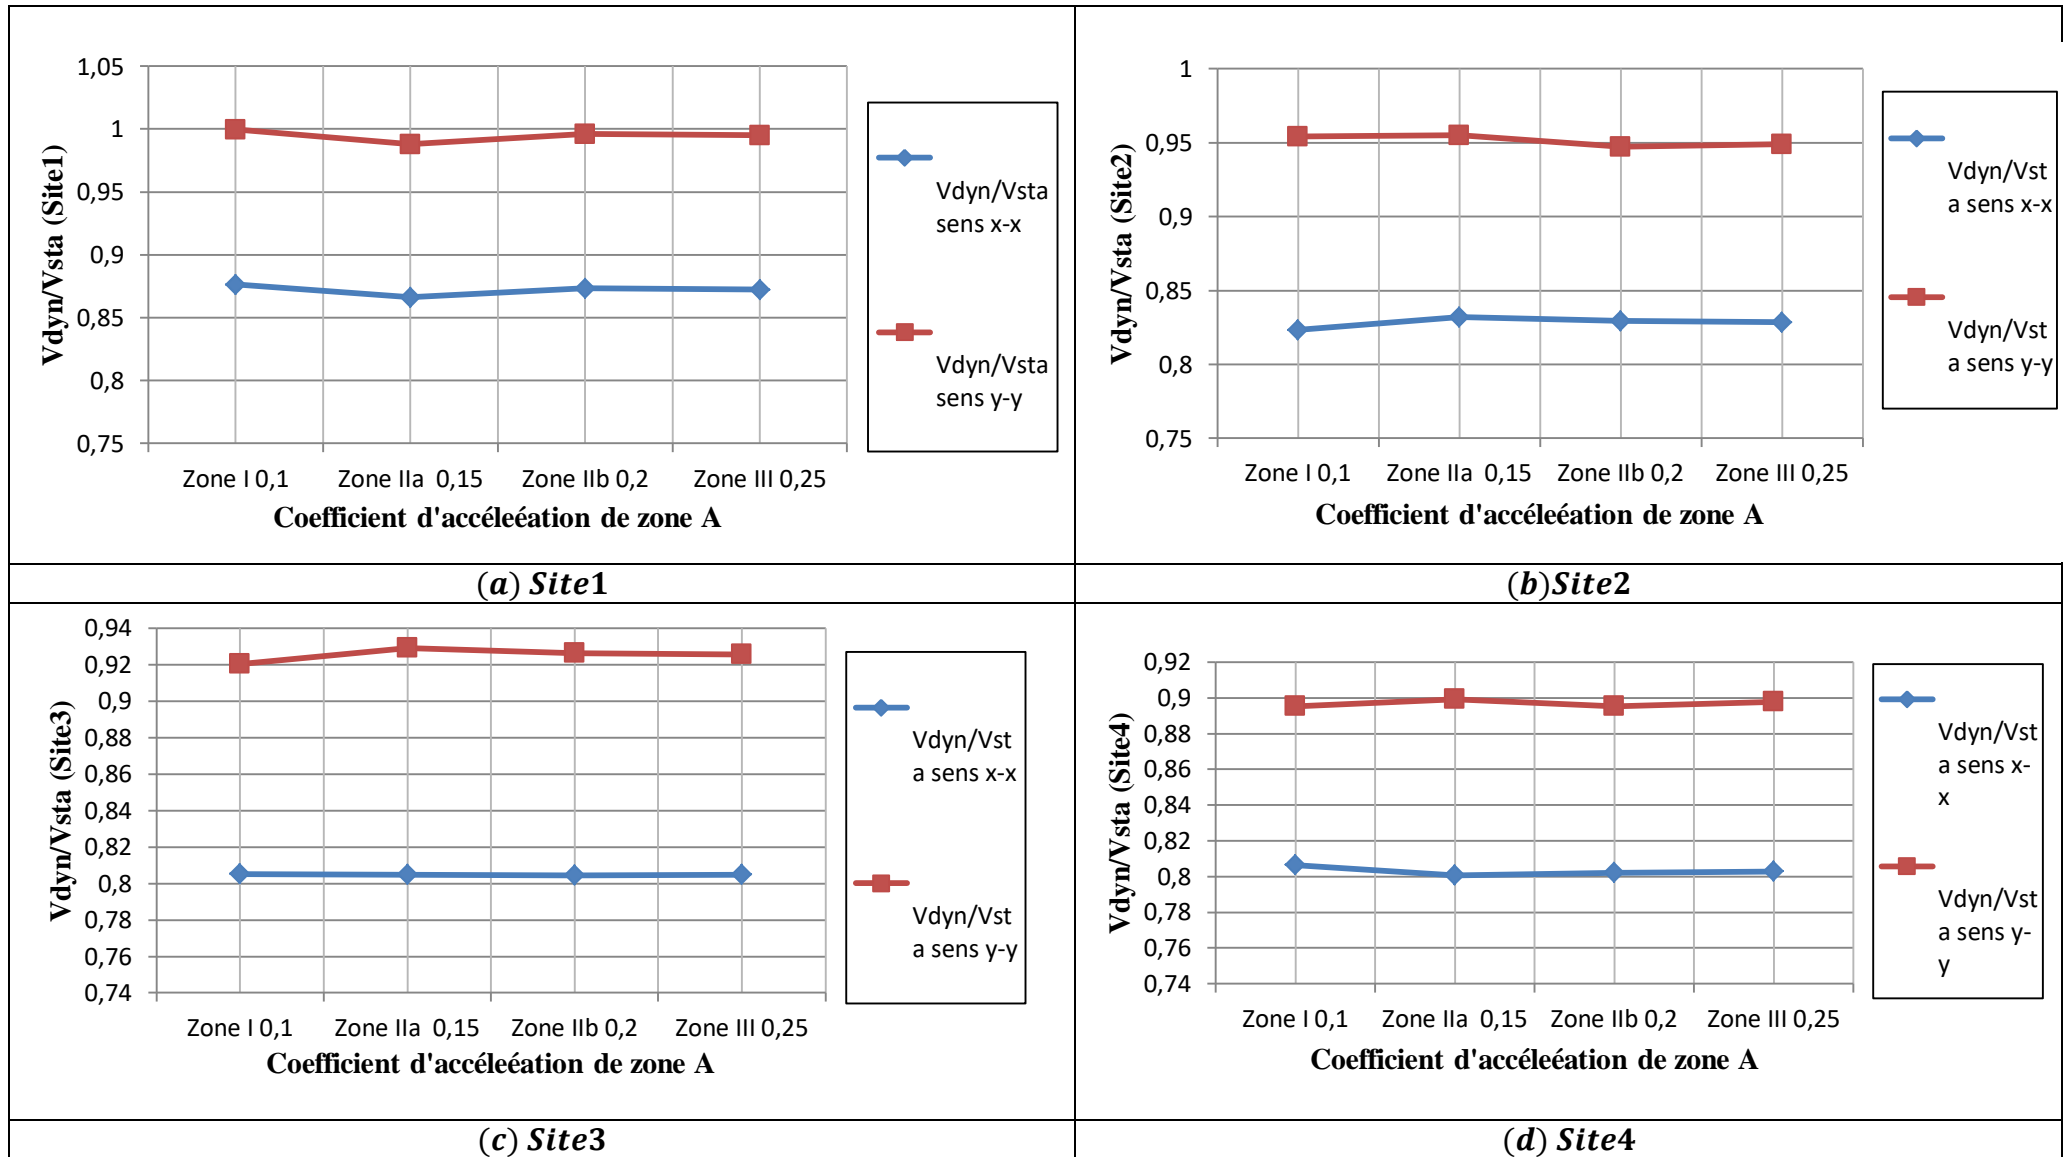 1,05
1
0,95
0,9
0,85
0,8
0,75
Vdyn/Vsta (Site1)
Zone I 0,1 Zone IIa 0,15 Zone IIb 0,2 Zone III 0,25
Coefficient d'accéleéation de zone A
Vdyn/Vsta
sens x-x
Vdyn/Vsta
sens y-y
(a) Site1
1
0,95
0,9
0,85
0,8
0,75
Vdyn/Vsta (Site2)
Zone I 0,1 Zone IIa 0,15 Zone IIb 0,2 Zone III 0,25
Coefficient d'accéleéation de zone A
Vdyn/Vst
a sens x-x
Vdyn/Vst
a sens y-y
(b)Site2
0,94
0,92
0,9
0,88
0,86
0,84
0,82
0,8
0,78
0,76
0,74
Vdyn/Vsta (Site3)
Zone I 0,1 Zone IIa 0,15 Zone IIb 0,2 Zone III 0,25
Coefficient d'accéleéation de zone A
Vdyn/Vst
a sens x-x
Vdyn/Vst
a sens y-y
(c) Site3
0,92
0,9
0,88
0,86
0,84
0,82
0,8
0,78
0,76
0,74
Vdyn/Vsta (Site4)
Zone I 0,1 Zone IIa 0,15 Zone IIb 0,2 Zone III 0,25
Coefficient d'accéleéation de zone A
Vdyn/Vst
a sens x-
x
Vdyn/Vst
a sens y-
y
(d) Site4